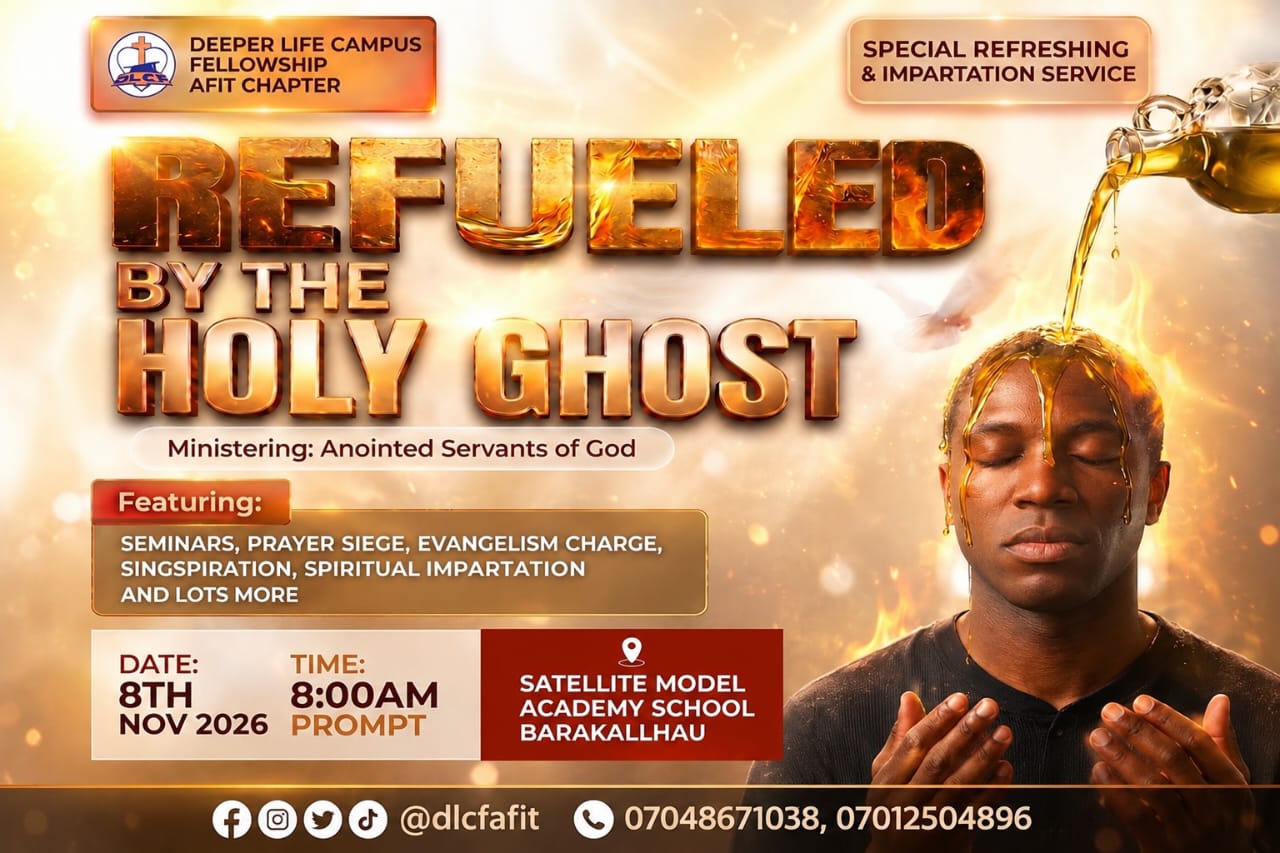 DLCF
DEEPER LIFE CAMPUS
FELLOWSHIP
AFIT CHAPTER
SPECIAL REFRESHING
& IMPARTATION SERVICE
REFUELED
BY THE
HOLY GHOST
Ministering: Anointed Servants of God
Featuring:
SEMINARS, PRAYER SIEGE, EVANGELISM CHARGE,
SINGSPIRATION, SPIRITUAL IMPARTATION
AND LOTS MORE
DATE:
8TH
NOV 2026
TIME:
8:00AM
PROMPT
SATELLITE MODEL
ACADEMY SCHOOL
BARAKALLHAU
@dlcfafit
07048671038, 07012504896